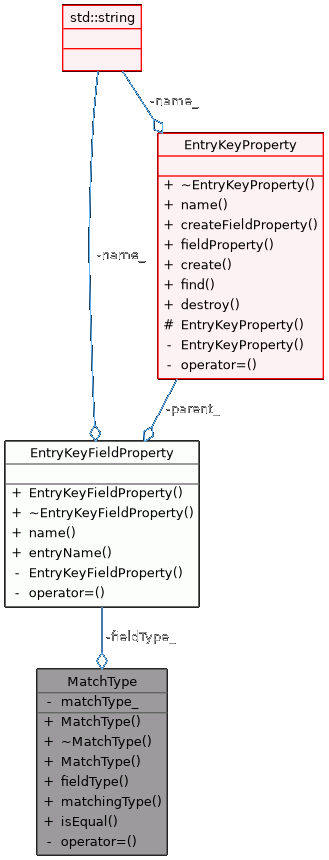 std::string
-name_
EntryKeyProperty
+ ~EntryKeyProperty()
+ name()
+ createFieldProperty()
+ fieldProperty()
+ create()
+ find()
+ destroy()
# EntryKeyProperty()
- EntryKeyProperty()
- operator=()
-name_
-parent_
EntryKeyFieldProperty
+ EntryKeyFieldProperty()
+ ~EntryKeyFieldProperty()
+ name()
+ entryName()
- EntryKeyFieldProperty()
- operator=()
-fieldType_
MatchType
- matchType_
+ MatchType()
+ ~MatchType()
+ MatchType()
+ fieldType()
+ matchingType()
+ isEqual()
- operator=()